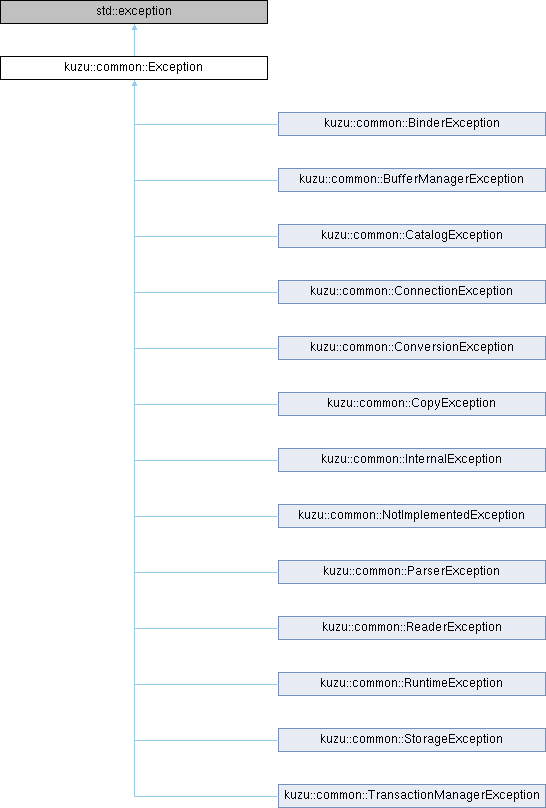 std::exception
kuzu::common::Exception
kuzu::common::BinderException
kuzu::common::BufferManagerException
kuzu::common::CatalogException
kuzu::common::ConnectionException
kuzu::common::ConversionException
kuzu::common::CopyException
kuzu::common::InternalException
kuzu::common::NotImplementedException
kuzu::common::ParserException
kuzu::common::ReaderException
kuzu::common::RuntimeException
kuzu::common::StorageException
kuzu::common::TransactionManagerException